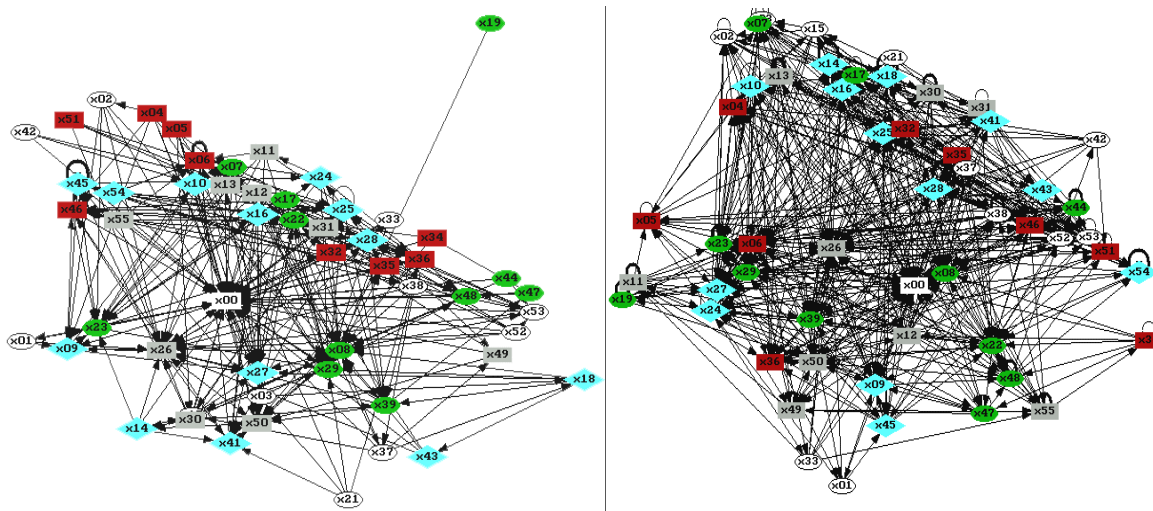 x19
x02
x04
x51
x05
x42
x11
x06
x07
x24
x45
x10
x13
x54
x12
x17
x46
x55
x16
x22
x25
x33
x31
x28
x34
x32
x35
x36
x44
x38
x47
x48
x00
x53
x23
x52
x01
x09
x26
x08
x49
x27
x29
x18
x03
x39
x30
x50
x14
x41
x37
x43
x21
x07
x02
x15
x21
x14
x13
x17
x18
x10
x16
x30
x04
x31
x41
x25
x32
x42
x35
x37
x28
x43
x44
x05
x38
x46
x23
x06
x26
x52
x53
x51
x29
x08
x54
x11
x00
x27
x19
x24
x39
x12
x22
x36
x50
x48
x09
x49
x47
x55
x45
x33
x01